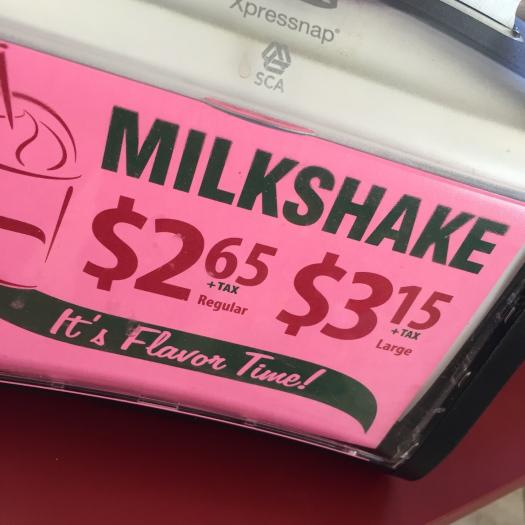 Xpressnap®
SCA
MILKSHAKE
$2.65 +TAX Regular
$3.15 +TAX Large
It's Flavor Time!